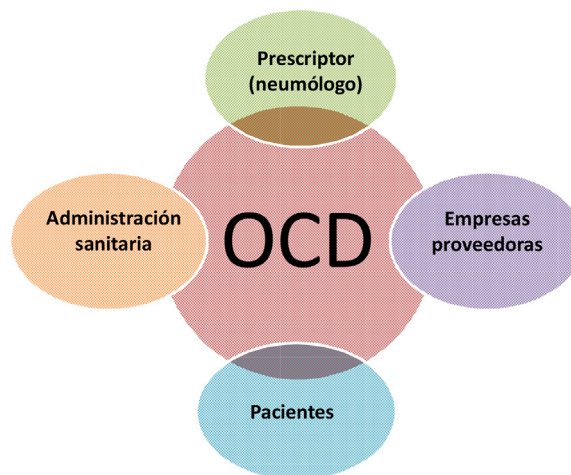 Prescriptor
(neumólogo)
Administración
sanitaria
OCD
Empresas
proveedoras
Pacientes